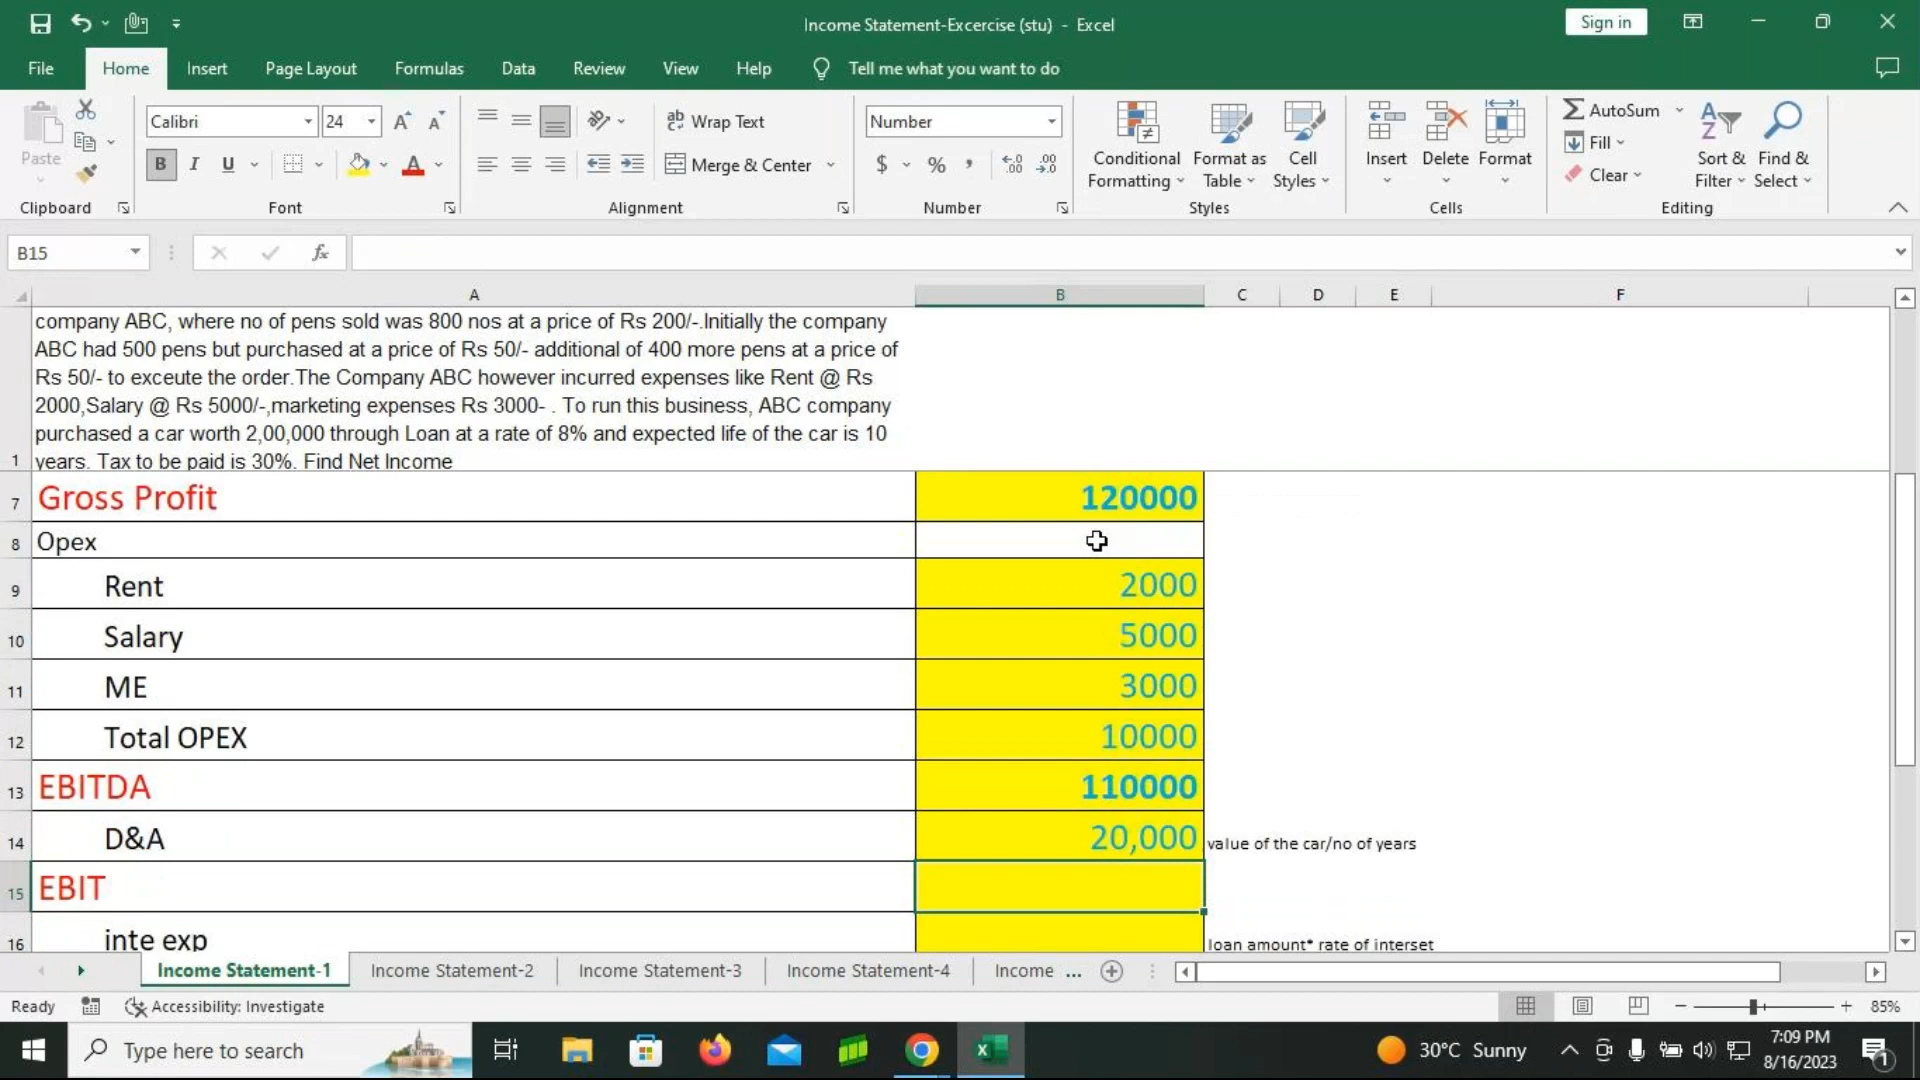 Income Statement-Excercise (stu) - Excel
Sign in
File Home Insert Page Layout Formulas Data Review View Help Tell me what you want to do
Paste
Clipboard
Calibri 24
B I U
Font
Wrap Text
Merge & Center
Alignment
Number
$ % ,
Number
Conditional Formatting
Format as Table
Cell Styles
Styles
Insert Delete Format
Cells
AutoSum
Fill
Clear
Sort & Filter
Find & Select
Editing
B15 fx
A B C D E F
company ABC, where no of pens sold was 800 nos at a price of Rs 200/-.Initially the company
ABC had 500 pens but purchased at a price of Rs 50/- additional of 400 more pens at a price of
Rs 50/- to exceute the order.The Company ABC however incurred expenses like Rent @ Rs
2000,Salary @ Rs 5000/-,marketing expenses Rs 3000- . To run this business, ABC company
purchased a car worth 2,00,000 through Loan at a rate of 8% and expected life of the car is 10
1 years. Tax to be paid is 30%. Find Net Income
7 Gross Profit 120000
8 Opex
9 Rent 2000
10 Salary 5000
11 ME 3000
12 Total OPEX 10000
13 EBITDA 110000
14 D&A 20,000 value of the car/no of years
15 EBIT
16 inte exp loan amount* rate of interset
Income Statement-1 Income Statement-2 Income Statement-3 Income Statement-4 Income ...
Ready Accessibility: Investigate 85%
Type here to search
30°C Sunny
7:09 PM
8/16/2023
1